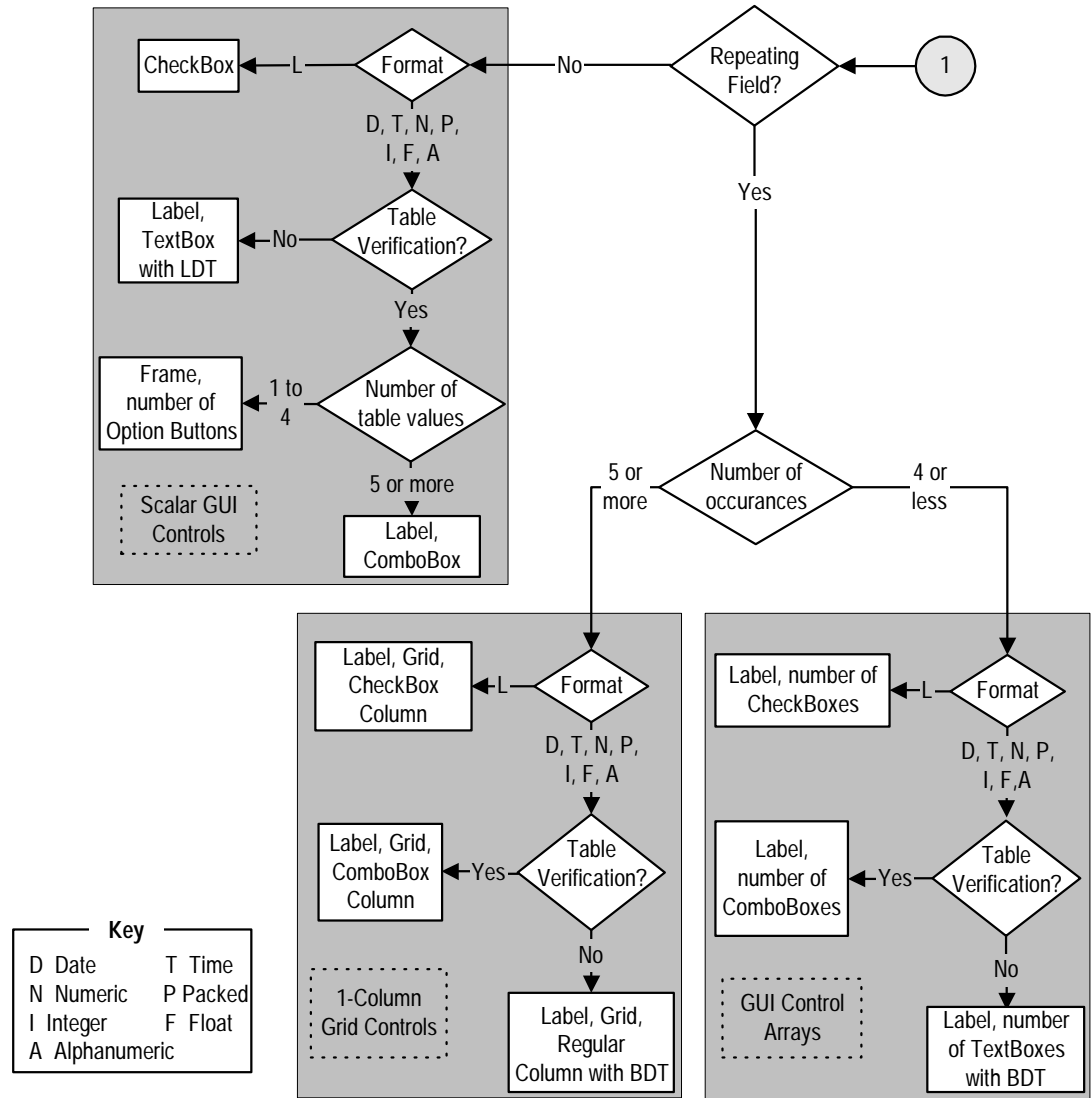 CheckBox
L
Format
No
Repeating
Field?
1
D, T, N, P,
I, F, A
Yes
Label,
TextBox
with LDT
No
Table
Verification?
Yes
Frame,
number of
Option Buttons
1 to
4
Number of
table values
5 or more
Scalar GUI
Controls
Label,
ComboBox
5 or
more
Number of
occurances
4 or
less
Label, Grid,
CheckBox
Column
L
Format
D, T, N, P,
I, F, A
Label, Grid,
ComboBox
Column
Yes
Table
Verification?
No
1-Column
Grid Controls
Label, Grid,
Regular
Column with BDT
Label, number of
CheckBoxes
L
Format
D, T, N, P,
I, F,A
Label,
number of
ComboBoxes
Yes
Table
Verification?
No
GUI Control
Arrays
Label, number
of TextBoxes
with BDT
Key
D Date T Time
N Numeric P Packed
I Integer F Float
A Alphanumeric